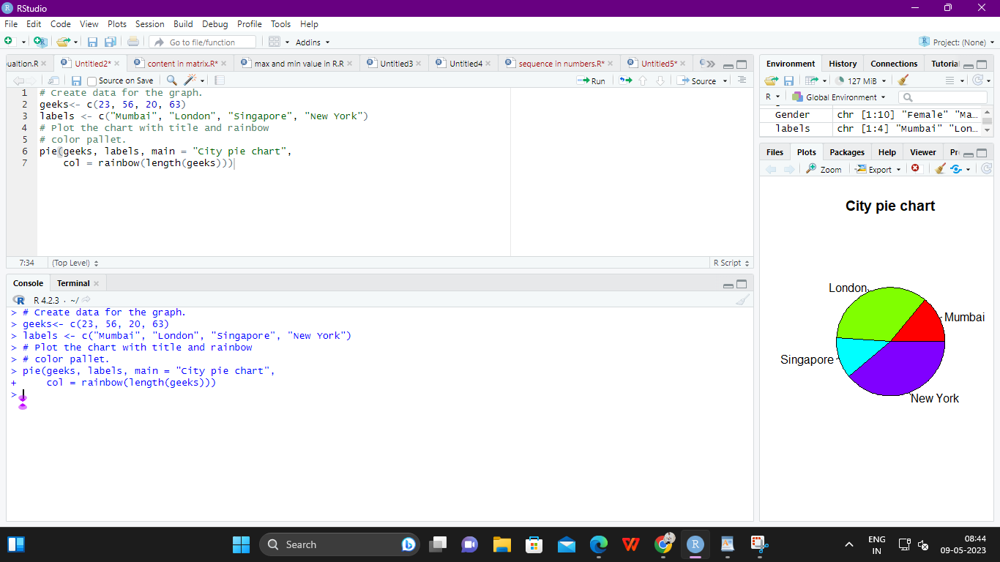 RStudio
File Edit Code View Plots Session Build Debug Profile Tools Help
Go to file/function Addins Project: (None)
ualtion.R Untitled2* content in matrix.R* max and min value in R.R Untitled3 Untitled4 sequence in numbers.R* Untitled5*
Source on Save Run Source
1 # Create data for the graph.
2 geeks<- c(23, 56, 20, 63)
3 labels <- c("Mumbai", "London", "Singapore", "New York")
4 # Plot the chart with title and rainbow
5 # color pallet.
6 pie(geeks, labels, main = "City pie chart",
7 col = rainbow(length(geeks)))
7:34 (Top Level) R Script
Console Terminal
R 4.2.3 · ~/
> # Create data for the graph.
> geeks<- c(23, 56, 20, 63)
> labels <- c("Mumbai", "London", "Singapore", "New York")
> # Plot the chart with title and rainbow
> # color pallet.
> pie(geeks, labels, main = "City pie chart",
+ col = rainbow(length(geeks)))
>
Environment History Connections Tutorial
127 MiB
R Global Environment
Gender chr [1:10] "Female" "Ma...
labels chr [1:4] "Mumbai" "Lon...
Files Plots Packages Help Viewer Pr
Zoom Export
City pie chart
London
Mumbai
Singapore
New York
Search
ENG
IN
08:44
09-05-2023